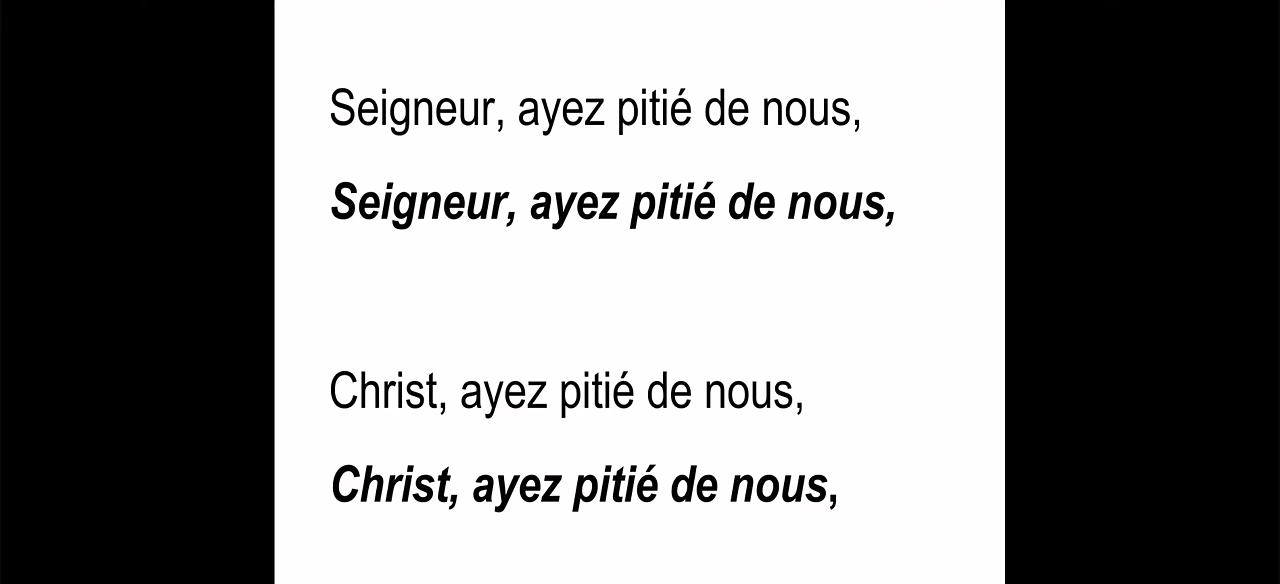 Seigneur, ayez pitié de nous,
Seigneur, ayez pitié de nous,
Christ, ayez pitié de nous,
Christ, ayez pitié de nous,